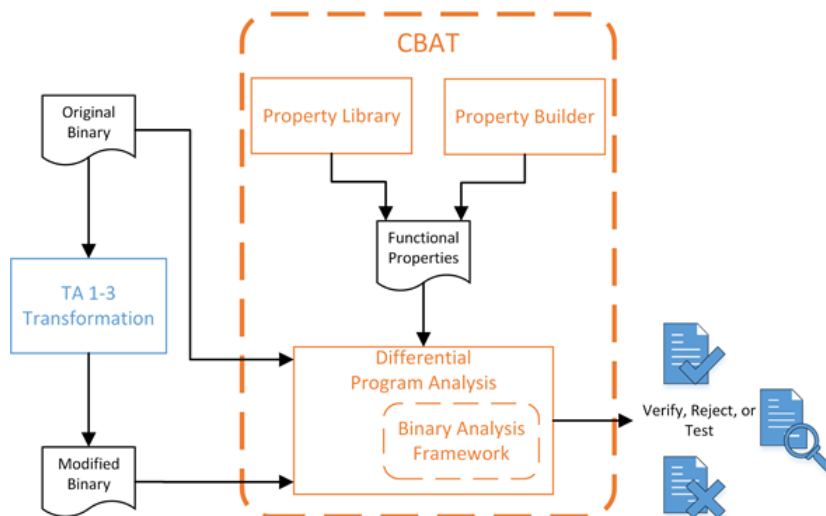 CBAT
Original
Binary
Property Library
Property Builder
Functional
Properties
TA 1-3
Transformation
Differential
Program Analysis
Binary Analysis
Framework
Verify, Reject, or
Test
Modified
Binary